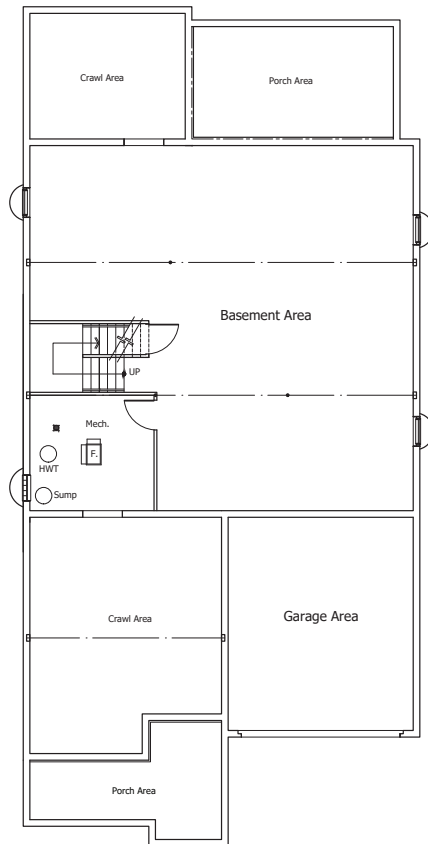 Crawl Area
Porch Area
Basement Area
UP
Mech.
F.
HWT
Sump
Crawl Area
Garage Area
Porch Area